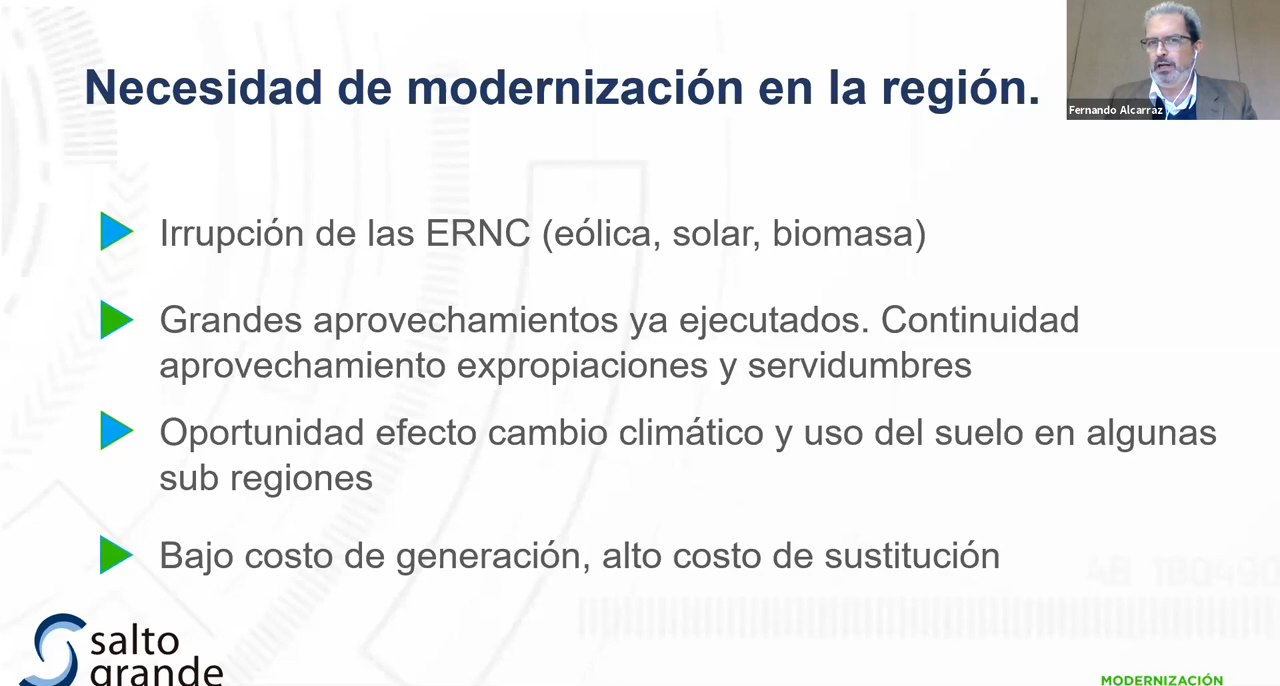 Necesidad de modernización en la región.
Fernando Alcarraz
Irrupción de las ERNC (eólica, solar, biomasa)
Grandes aprovechamientos ya ejecutados. Continuidad
aprovechamiento expropiaciones y servidumbres
Oportunidad efecto cambio climático y uso del suelo en algunas
sub regiones
Bajo costo de generación, alto costo de sustitución
AB 180490
salto
grande
MODERNIZACIÓN